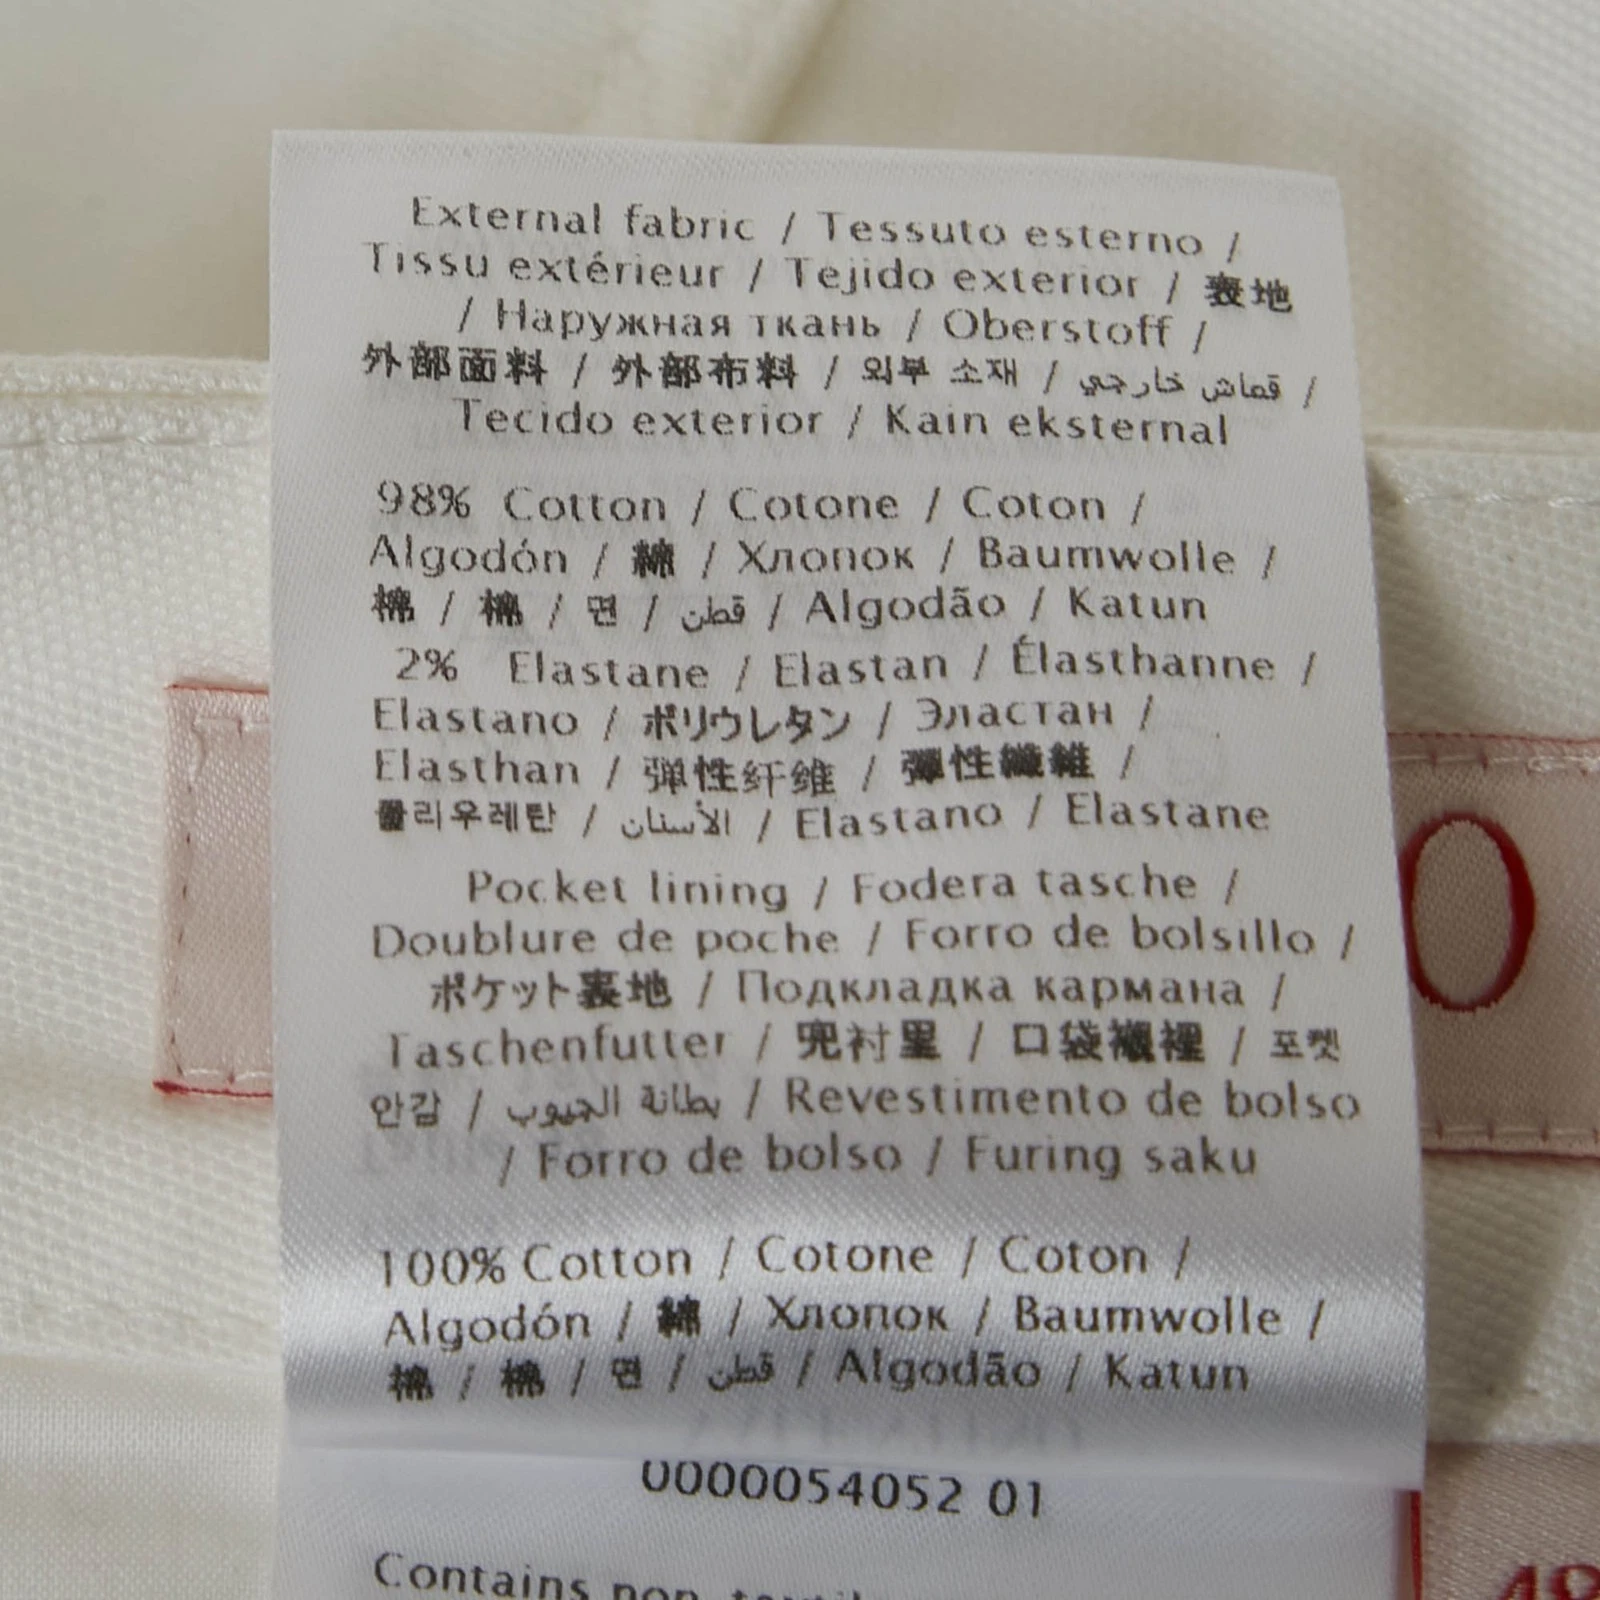 External fabric / Tessuto esterno /
Tissu extérieur / Tejido exterior / 表地
/ Наружная ткань / Oberstoff /
外部面料 / 外部布料 / 외부 소재 / قماش خارجي /
Tecido exterior / Kain eksternal
98% Cotton / Cotone / Coton /
Algodón / 綿 / Хлопок / Baumwolle /
棉 / 棉 / 면 / قطن / Algodão / Katun
2% Elastane / Elastan / Élasthanne /
Elastano / ポリウレタン / Эластан /
Elasthan / 弹性纤维 / 彈性纖維 /
폴리우레탄 / الأستان / Elastano / Elastane
Pocket lining / Fodera tasche /
Doublure de poche / Forro de bolsillo /
ポケット裏地 / Подкладка кармана /
Taschenfutter / 兜衬里 / 口袋襯裡 / 포켓
안감 / بطانة الجيوب / Revestimento de bolso
/ Forro de bolso / Furing saku
100% Cotton / Cotone / Coton /
Algodón / 綿 / Хлопок / Baumwolle /
棉 / 棉 / 면 / قطن / Algodão / Katun
0000054052 01
Contains non
O
48